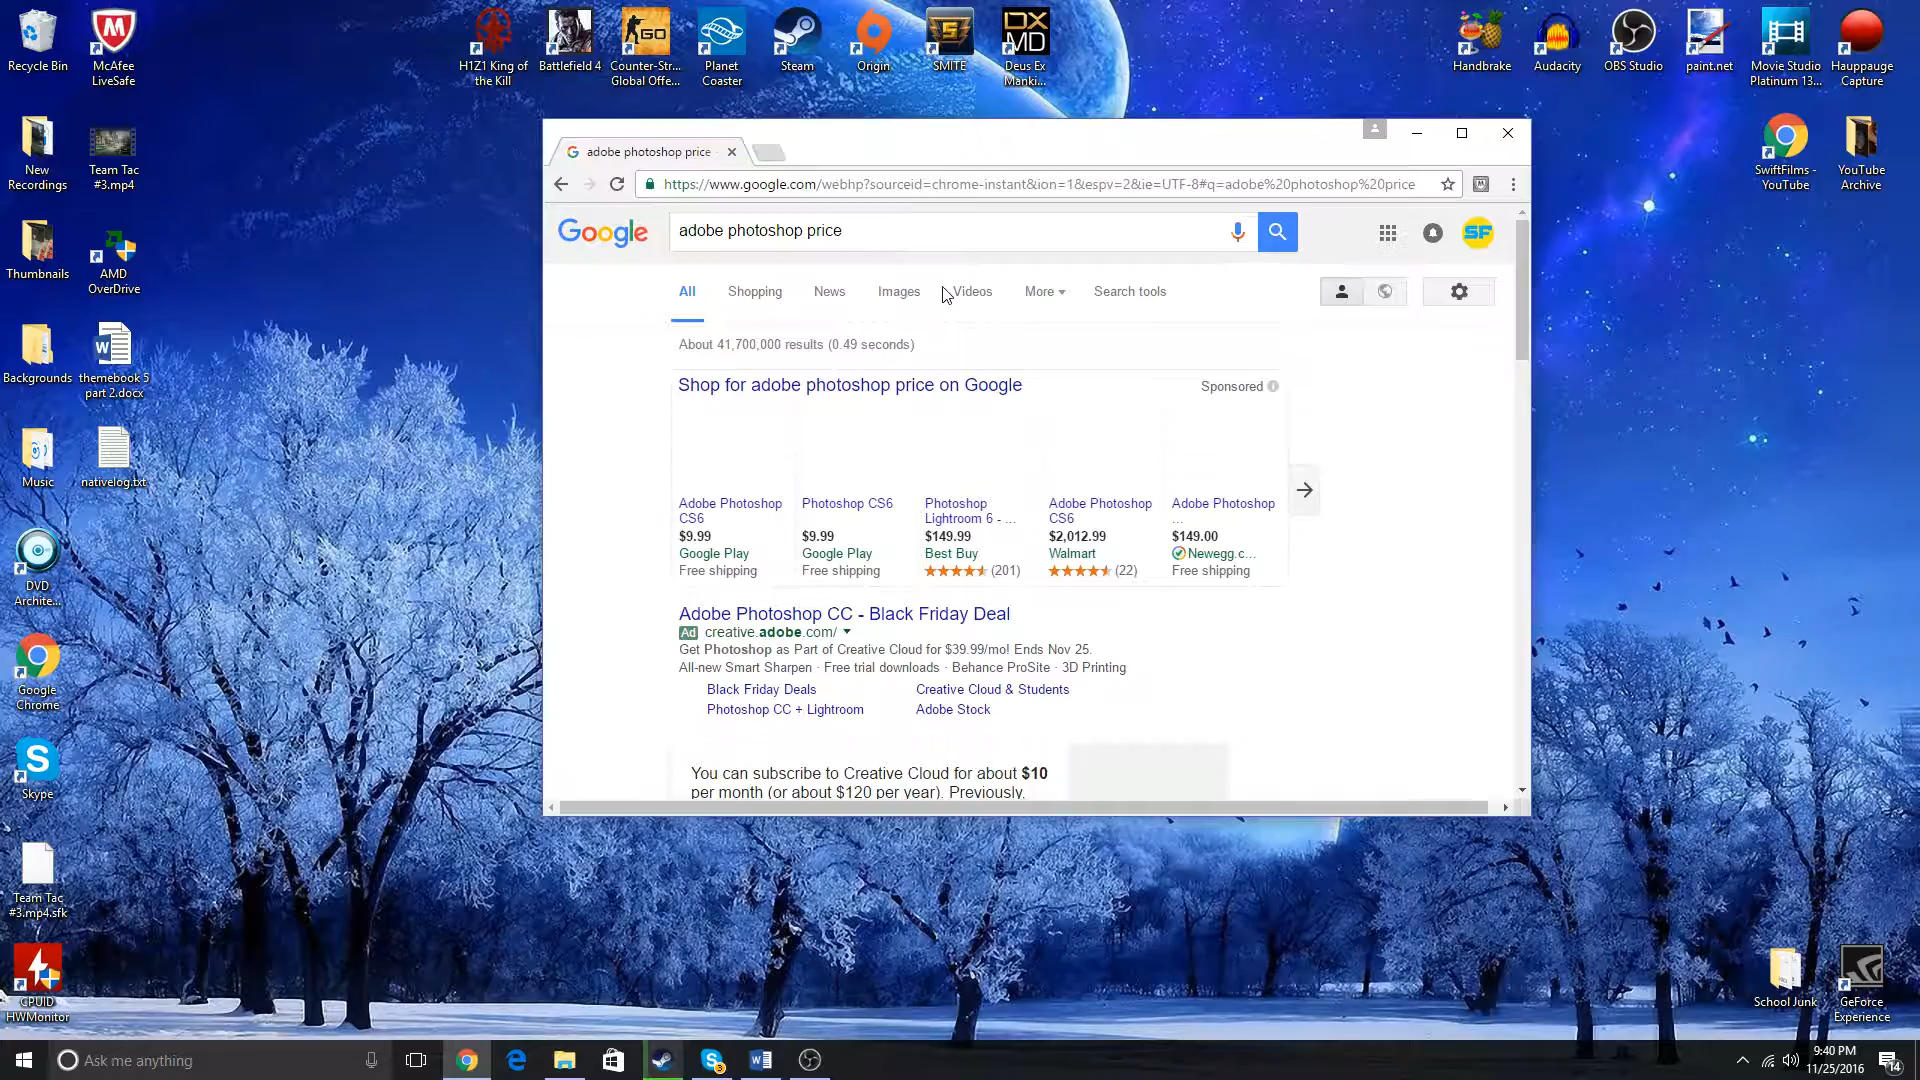 Recycle Bin
McAfee
LiveSafe
H1Z1 King of
the Kill
Battlefield 4
Counter-Str...
Global Offe...
Planet
Coaster
Steam
Origin
SMITE
Deus Ex
Manki...
Handbrake
Audacity
OBS Studio
paint.net
Movie Studio
Platinum 13...
Hauppauge
Capture
New
Recordings
Team Tac
#3.mp4
SwiftFilms -
YouTube
YouTube
Archive
Thumbnails
AMD
OverDrive
Backgrounds
themebook 5
part 2.docx
Music
nativelog.txt
DVD
Archite...
Google
Chrome
Skype
Team Tac
#3.mp4.sfk
CPUID
HWMonitor
School Junk
GeForce
Experience
adobe photoshop price
https://www.google.com/webhp?sourceid=chrome-instant&ion=1&espv=2&ie=UTF-8#q=adobe%20photoshop%20price
Google
adobe photoshop price
SF
All Shopping News Images Videos More Search tools
About 41,700,000 results (0.49 seconds)
Shop for adobe photoshop price on Google
Sponsored
Adobe Photoshop
CS6
$9.99
Google Play
Free shipping
Photoshop CS6
$9.99
Google Play
Free shipping
Photoshop
Lightroom 6 - ...
$149.99
Best Buy
(201)
Adobe Photoshop
CS6
$2,012.99
Walmart
(22)
Adobe Photoshop
...
$149.00
Newegg.c...
Free shipping
Adobe Photoshop CC - Black Friday Deal
Ad creative.adobe.com/
Get Photoshop as Part of Creative Cloud for $39.99/mo! Ends Nov 25.
All-new Smart Sharpen · Free trial downloads · Behance ProSite · 3D Printing
Black Friday Deals Creative Cloud & Students
Photoshop CC + Lightroom Adobe Stock
You can subscribe to Creative Cloud for about $10
per month (or about $120 per year). Previously,
Ask me anything
9:40 PM
11/25/2016
14